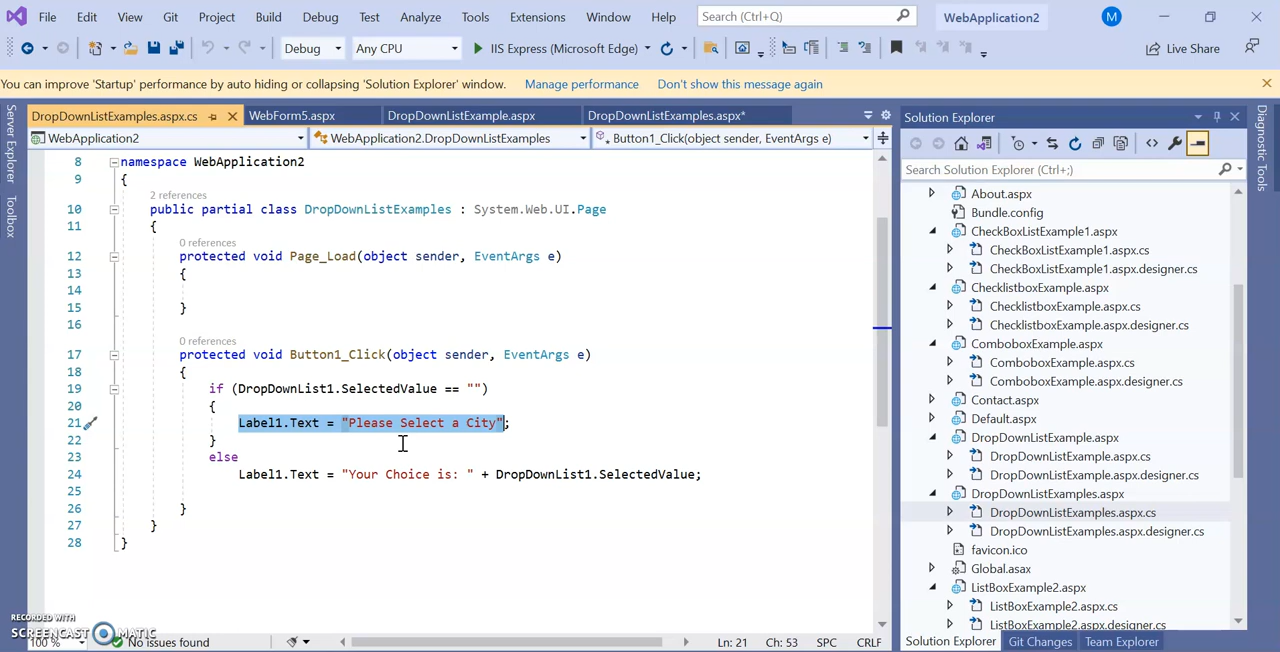 File Edit View Git Project Build Debug Test Analyze Tools Extensions Window Help Search (Ctrl+Q) WebApplication2 M
Debug Any CPU IIS Express (Microsoft Edge) Live Share
You can improve 'Startup' performance by auto hiding or collapsing 'Solution Explorer' window. Manage performance Don't show this message again
Server Explorer
Toolbox
DropDownListExamples.aspx.cs WebForm5.aspx DropDownListExample.aspx DropDownListExamples.aspx*
WebApplication2 WebApplication2.DropDownListExamples Button1_Click(object sender, EventArgs e)
8 namespace WebApplication2
9 {
2 references
10 public partial class DropDownListExamples : System.Web.UI.Page
11 {
0 references
12 protected void Page_Load(object sender, EventArgs e)
13 {
14
15 }
16
0 references
17 protected void Button1_Click(object sender, EventArgs e)
18 {
19 if (DropDownList1.SelectedValue == "")
20 {
21 Label1.Text = "Please Select a City";
22 }
23 else
24 Label1.Text = "Your Choice is: " + DropDownList1.SelectedValue;
25
26 }
27 }
28 }
RECORDED WITH
SCREENCAST MATIC
100 % No issues found Ln: 21 Ch: 53 SPC CRLF
Solution Explorer
Search Solution Explorer (Ctrl+;)
About.aspx
Bundle.config
CheckBoxListExample1.aspx
CheckBoxListExample1.aspx.cs
CheckBoxListExample1.aspx.designer.cs
ChecklistboxExample.aspx
ChecklistboxExample.aspx.cs
ChecklistboxExample.aspx.designer.cs
ComboboxExample.aspx
ComboboxExample.aspx.cs
ComboboxExample.aspx.designer.cs
Contact.aspx
Default.aspx
DropDownListExample.aspx
DropDownListExample.aspx.cs
DropDownListExample.aspx.designer.cs
DropDownListExamples.aspx
DropDownListExamples.aspx.cs
DropDownListExamples.aspx.designer.cs
favicon.ico
Global.asax
ListBoxExample2.aspx
ListBoxExample2.aspx.cs
ListBoxExample2.aspx.designer.cs
Solution Explorer Git Changes Team Explorer
Diagnostic Tools